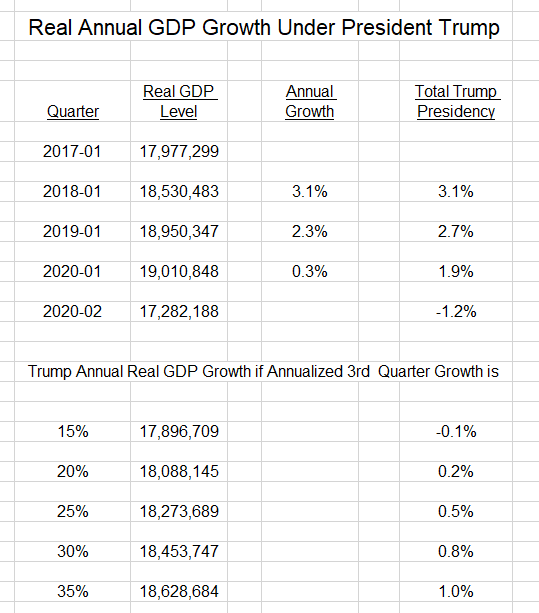 Real Annual GDP Growth Under President Trump
Real GDP Annual Total Trump
Quarter Level Growth Presidency
2017-01 17,977,299
2018-01 18,530,483 3.1% 3.1%
2019-01 18,950,347 2.3% 2.7%
2020-01 19,010,848 0.3% 1.9%
2020-02 17,282,188 -1.2%
Trump Annual Real GDP Growth if Annualized 3rd Quarter Growth is
15% 17,896,709 -0.1%
20% 18,088,145 0.2%
25% 18,273,689 0.5%
30% 18,453,747 0.8%
35% 18,628,684 1.0%